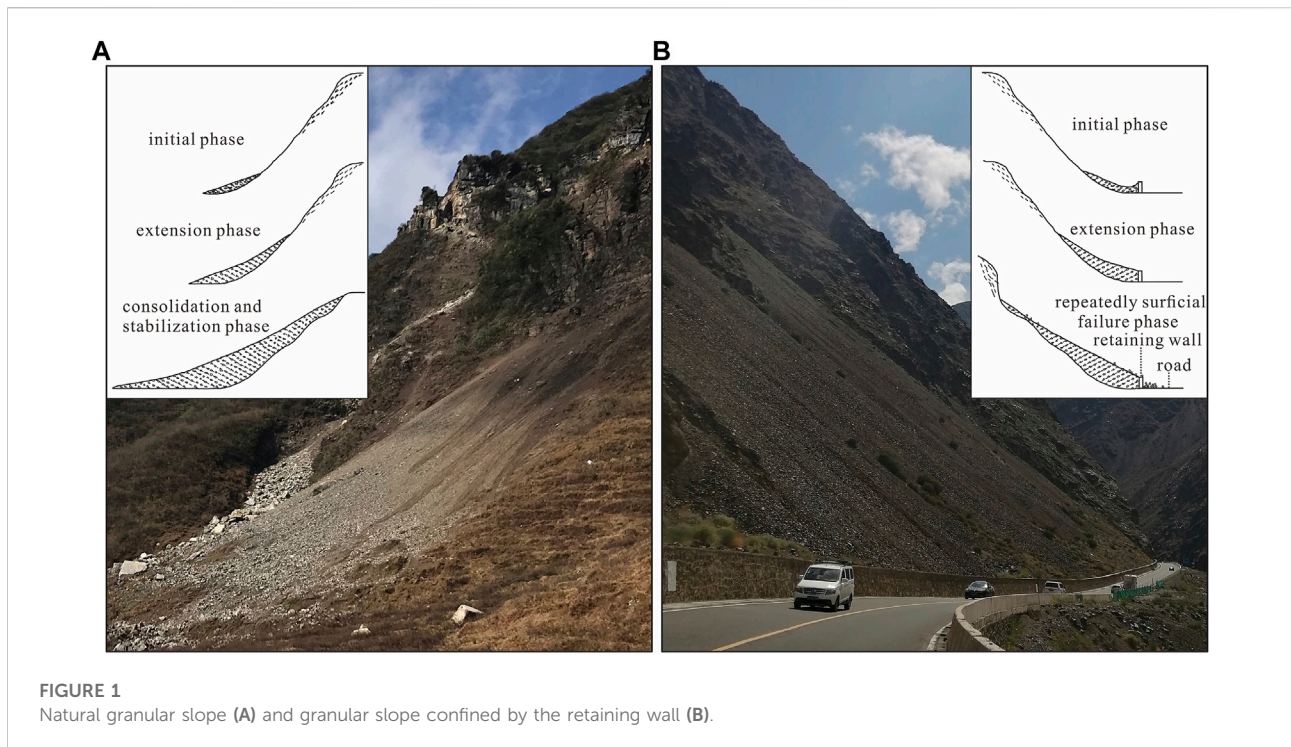 A
B
initial phase
extension phase
consolidation and
stabilization phase
initial phase
extension phase
repeatedly surficial
failure phase
retaining wall
road
FIGURE 1
Natural granular slope (A) and granular slope confined by the retaining wall (B).